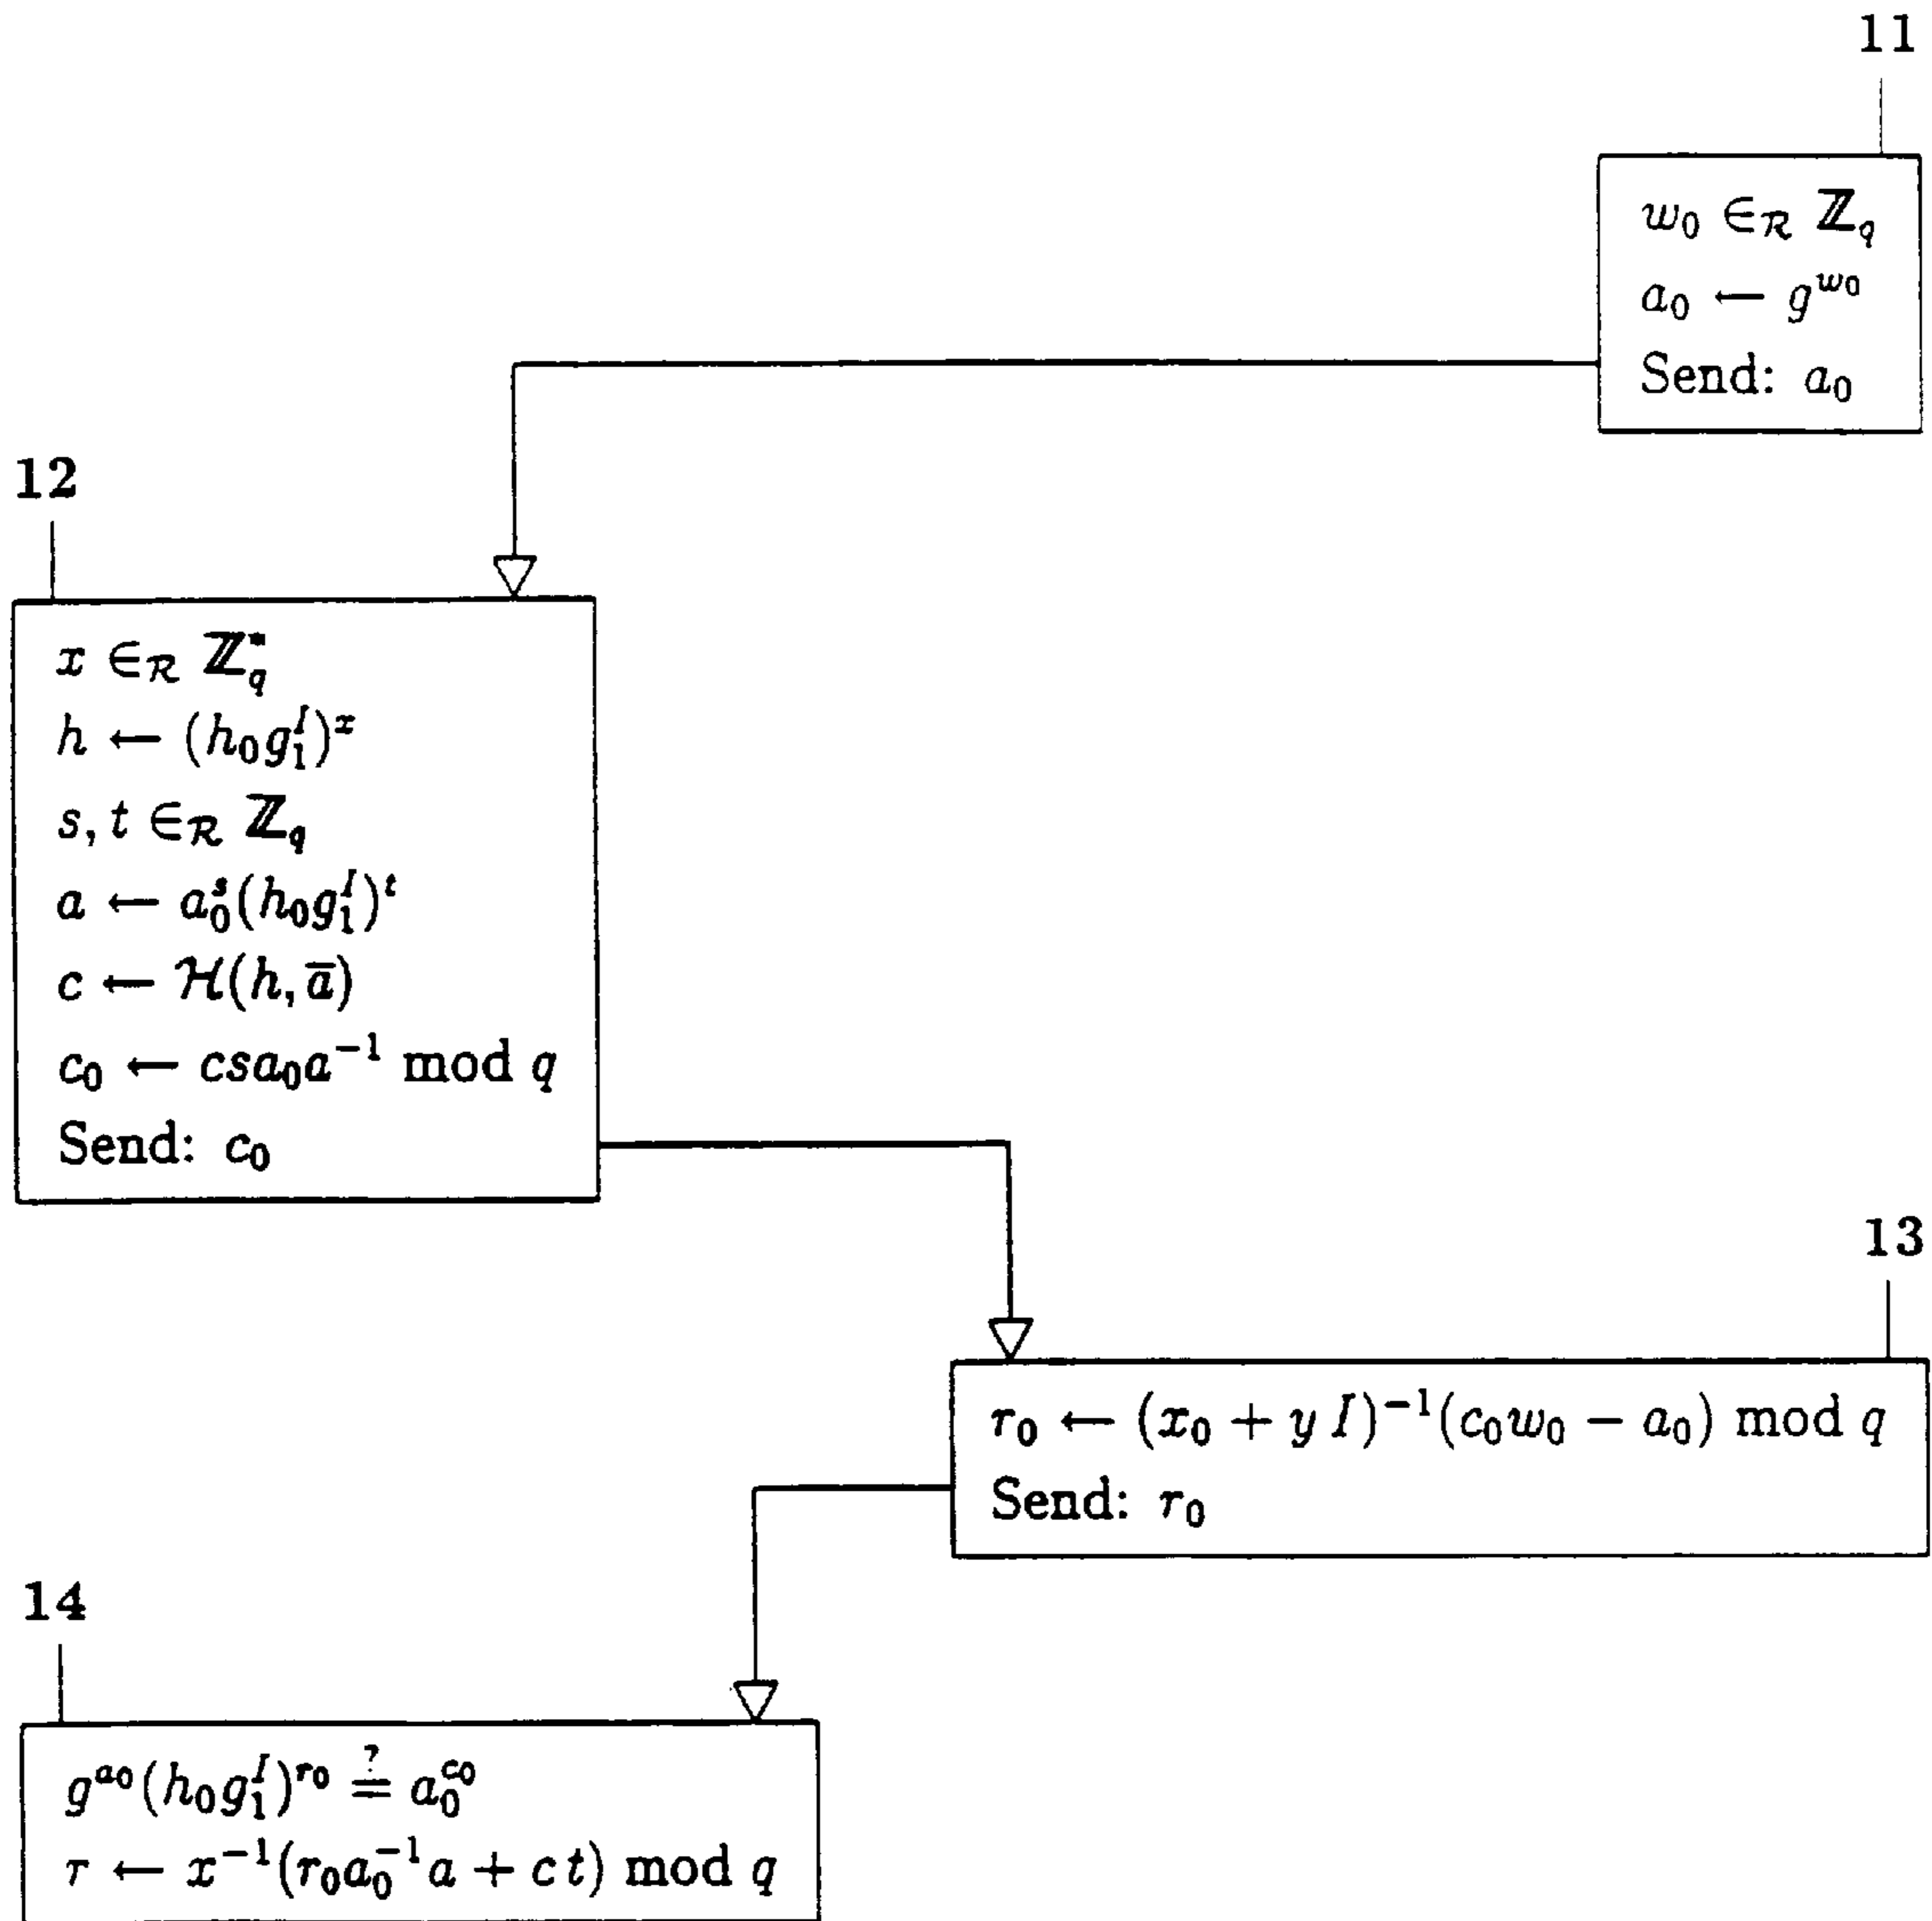 11
w₀ ∈_ℛ ℤ_q
a₀ ← g^{w₀}
Send: a₀
12
x ∈_ℛ ℤ_q^*
h ← (h₀g₁^I)^x
s, t ∈_ℛ ℤ_q
a ← a₀^s(h₀g₁^I)^t
c ← ℋ(h, a̅)
c₀ ← csa₀a⁻¹ mod q
Send: c₀
13
r₀ ← (x₀ + y I)⁻¹(c₀w₀ − a₀) mod q
Send: r₀
14
g^{a₀}(h₀g₁^I)^{r₀} ≟ a₀^{c₀}
r ← x⁻¹(r₀a₀⁻¹a + c t) mod q